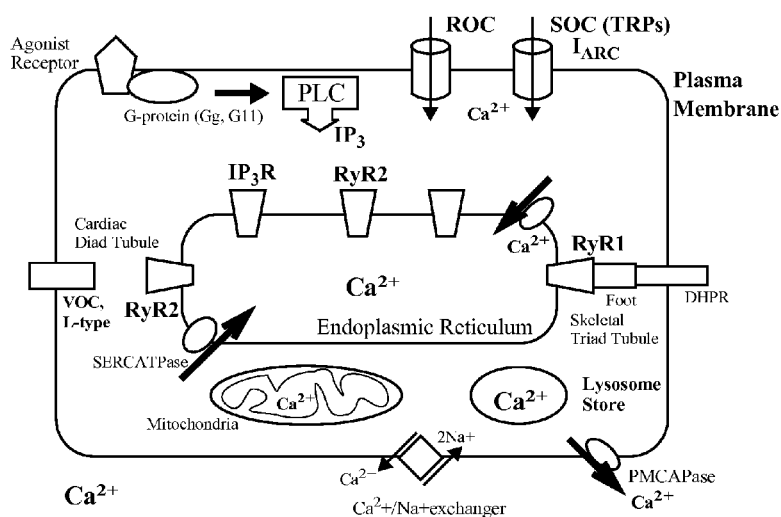 ROC
SOC (TRPs)
I_ARC
Agonist
Receptor
Plasma
Membrane
PLC
G-protein (Gg, G11)
IP₃
Ca²⁺
IP₃R
RyR2
Cardiac
Diad Tubule
Ca²⁺
RyR1
VOC,
L-type
RyR2
Ca²⁺
Foot
DHPR
Skeletal
Triad Tubule
Endoplasmic Reticulum
SERCATPase
Ca²⁺
Mitochondria
Ca²⁺
Lysosome
Store
2Na+
Ca²⁻
PMCAPase
Ca²⁺
Ca²⁺
Ca²⁺/Na+exchanger